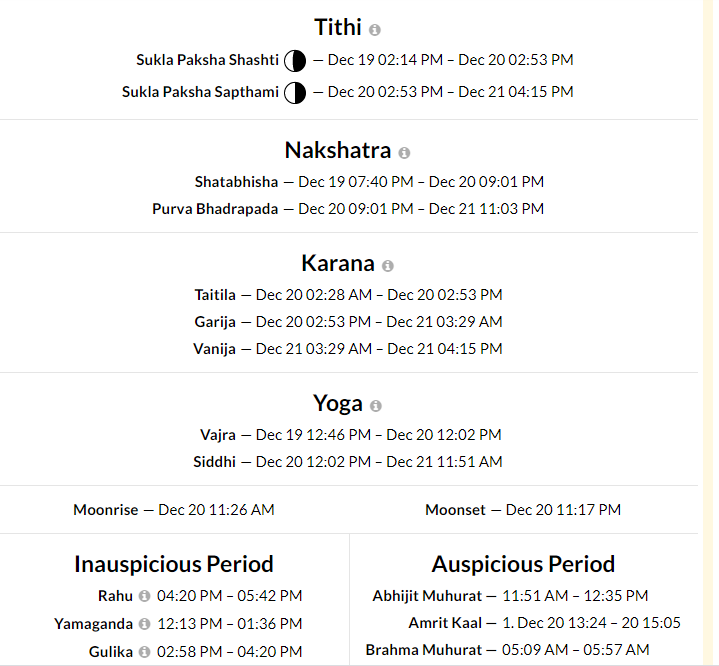 Tithi
Sukla Paksha Shashti — Dec 19 02:14 PM – Dec 20 02:53 PM
Sukla Paksha Sapthami — Dec 20 02:53 PM – Dec 21 04:15 PM
Nakshatra
Shatabhisha — Dec 19 07:40 PM – Dec 20 09:01 PM
Purva Bhadrapada — Dec 20 09:01 PM – Dec 21 11:03 PM
Karana
Taitila — Dec 20 02:28 AM – Dec 20 02:53 PM
Garija — Dec 20 02:53 PM – Dec 21 03:29 AM
Vanija — Dec 21 03:29 AM – Dec 21 04:15 PM
Yoga
Vajra — Dec 19 12:46 PM – Dec 20 12:02 PM
Siddhi — Dec 20 12:02 PM – Dec 21 11:51 AM
Moonrise — Dec 20 11:26 AM
Moonset — Dec 20 11:17 PM
Inauspicious Period
Rahu 04:20 PM – 05:42 PM
Yamaganda 12:13 PM – 01:36 PM
Gulika 02:58 PM – 04:20 PM
Auspicious Period
Abhijit Muhurat — 11:51 AM – 12:35 PM
Amrit Kaal — 1. Dec 20 13:24 – 20 15:05
Brahma Muhurat — 05:09 AM – 05:57 AM